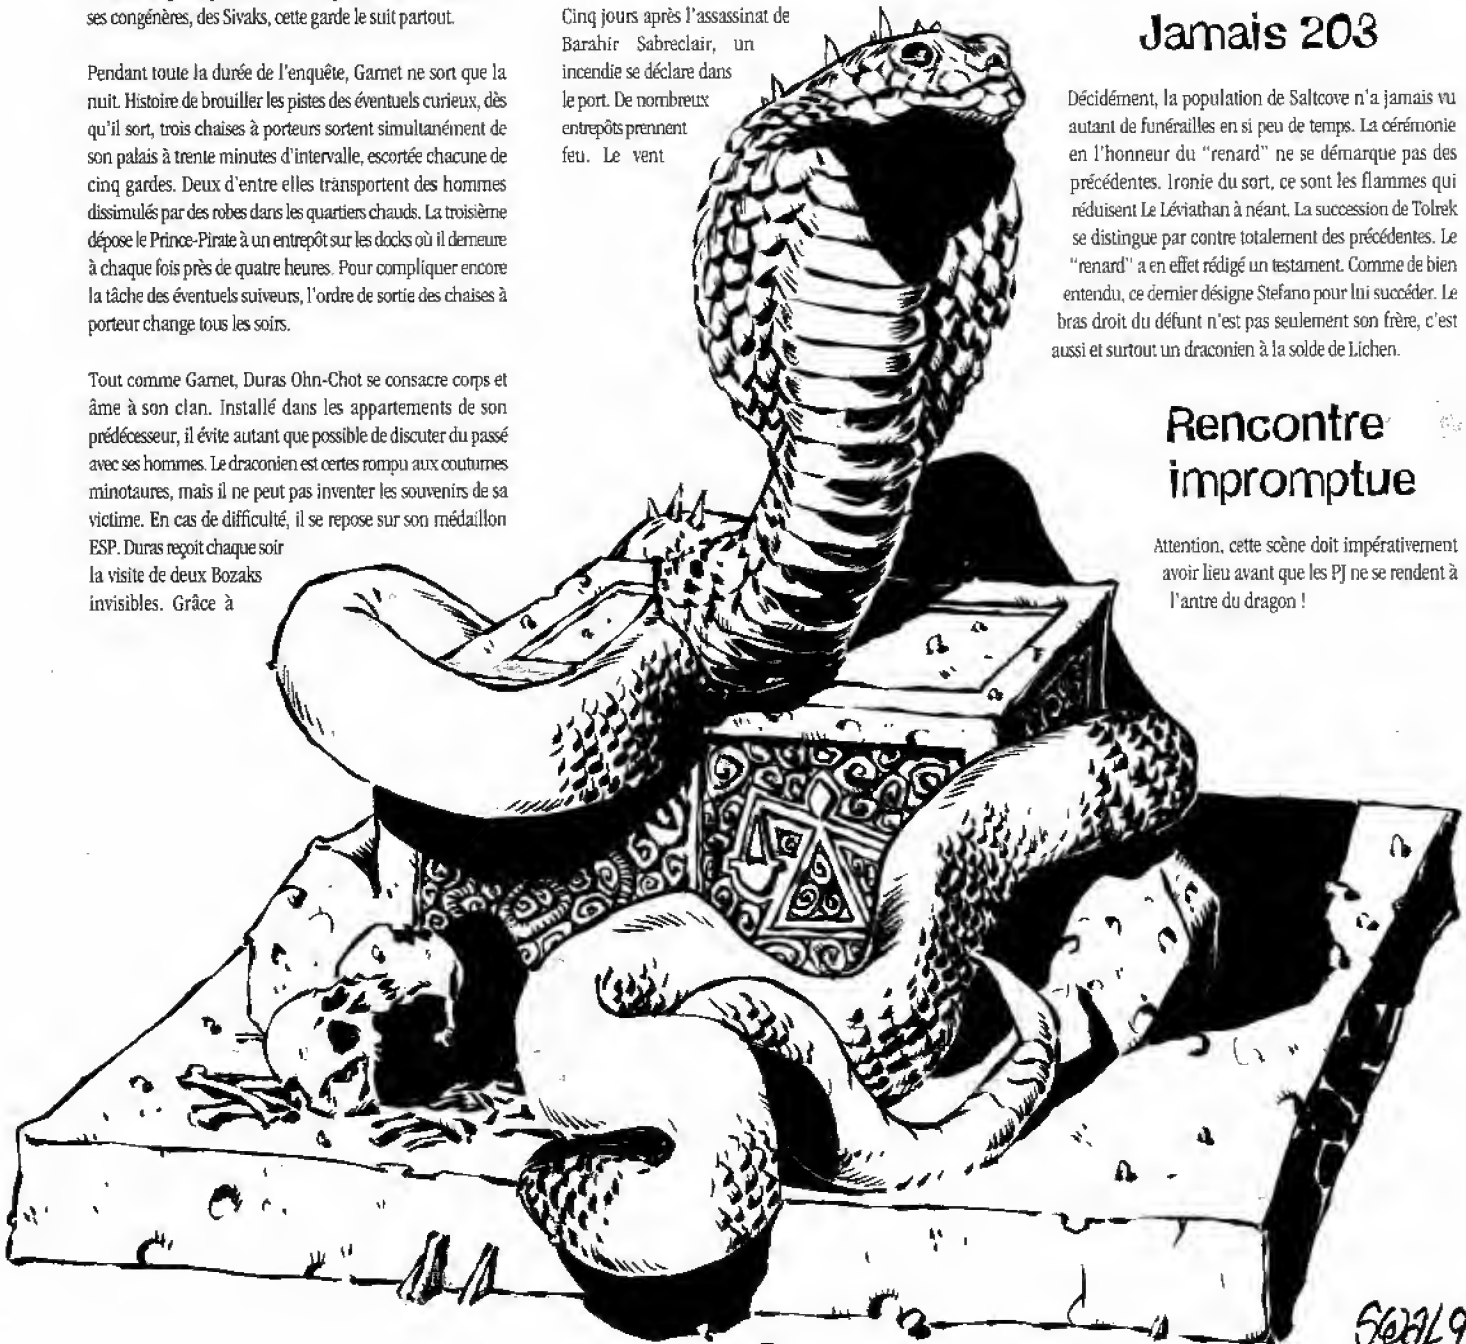 ses congénères, des Sivaks, cette garde le suit partout.
Pendant toute la durée de l'enquête, Garnet ne sort que la
nuit. Histoire de brouiller les pistes des éventuels curieux, dès
qu'il sort, trois chaises à porteurs sortent simultanément de
son palais à trente minutes d'intervalle, escortée chacune de
cinq gardes. Deux d'entre elles transportent des hommes
dissimulés par des robes dans les quartiers chauds. La troisième
dépose le Prince-Pirate à un entrepôt sur les docks où il demeure
à chaque fois près de quatre heures. Pour compliquer encore
la tâche des éventuels suiveurs, l'ordre de sortie des chaises à
porteur change tous les soirs.
Tout comme Garnet, Duras Ohn-Chot se consacre corps et
âme à son clan. Installé dans les appartements de son
prédécesseur, il évite autant que possible de discuter du passé
avec ses hommes. Le draconien est certes rompu aux coutumes
minotaures, mais il ne peut pas inventer les souvenirs de sa
victime. En cas de difficulté, il se repose sur son médaillon
ESP. Duras reçoit chaque soir
la visite de deux Bozaks
invisibles. Grâce à
Cinq jours après l'assassinat de
Barahir Sabreclair, un
incendie se déclare dans
le port. De nombreux
entrepôts prennent
feu. Le vent
Jamais 203
Décidément, la population de Saltcove n'a jamais vu
autant de funérailles en si peu de temps. La cérémonie
en l'honneur du "renard" ne se démarque pas des
précédentes. Ironie du sort, ce sont les flammes qui
réduisent Le Léviathan à néant. La succession de Tolrek
se distingue par contre totalement des précédentes. Le
"renard" a en effet rédigé un testament. Comme de bien
entendu, ce dernier désigne Stefano pour lui succéder. Le
bras droit du défunt n'est pas seulement son frère, c'est
aussi et surtout un draconien à la solde de Lichen.
Rencontre
impromptue
Attention, cette scène doit impérativement
avoir lieu avant que les PJ ne se rendent à
l'antre du dragon !